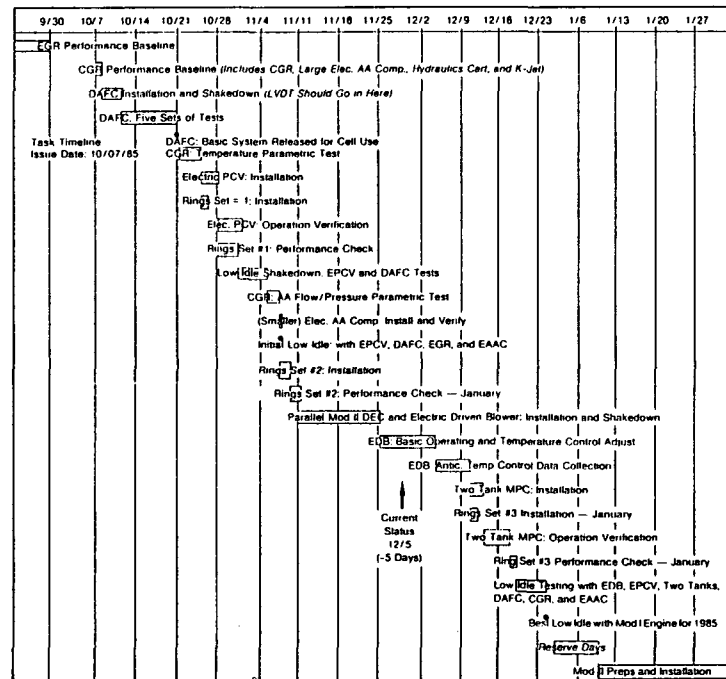 9/30 10/7 10/14 10/21 10/28 11/4 11/11 11/18 11/25 12/2 12/9 12/16 12/23 1/6 1/13 1/20 1/27
EGR Performance Baseline
CGR Performance Baseline (Includes CGR, Large Elec. AA Comp., Hydraulics Cart, and K-Jet)
DAFC Installation and Shakedown (LVDT Should Go in Here)
DAFC, Five Sets of Tests
Task Timeline
Issue Date: 10/07/85
DAFC: Basic System Released for Cell Use
CGR: Temperature Parametric Test
Electric PCV: Installation
Rings Set = 1: Installation
Elec. PCV: Operation Verification
Rings Set #1: Performance Check
Low Idle Shakedown, EPCV and DAFC Tests
CGR: AA Flow/Pressure Parametric Test
(Smaller) Elec. AA Comp. Install and Verify
Initial Low Idle: with EPCV, DAFC, EGR, and EAAC
Rings Set #2: Installation
Rings Set #2: Performance Check — January
Parallel Mod II DEC and Electric Driven Blower: Installation and Shakedown
EDB: Basic Operating and Temperature Control Adjust
EDB Antic. Temp Control Data Collection
Two Tank MPC: Installation
Rings Set #3 Installation — January
Current
Status
12/5
(-5 Days)
Two Tank MPC: Operation Verification
Ring Set #3 Performance Check — January
Low Idle Testing with EDB, EPCV, Two Tanks,
DAFC, CGR, and EAAC
Best Low Idle with Mod I Engine for 1985
Reserve Days
Mod II Preps and Installation